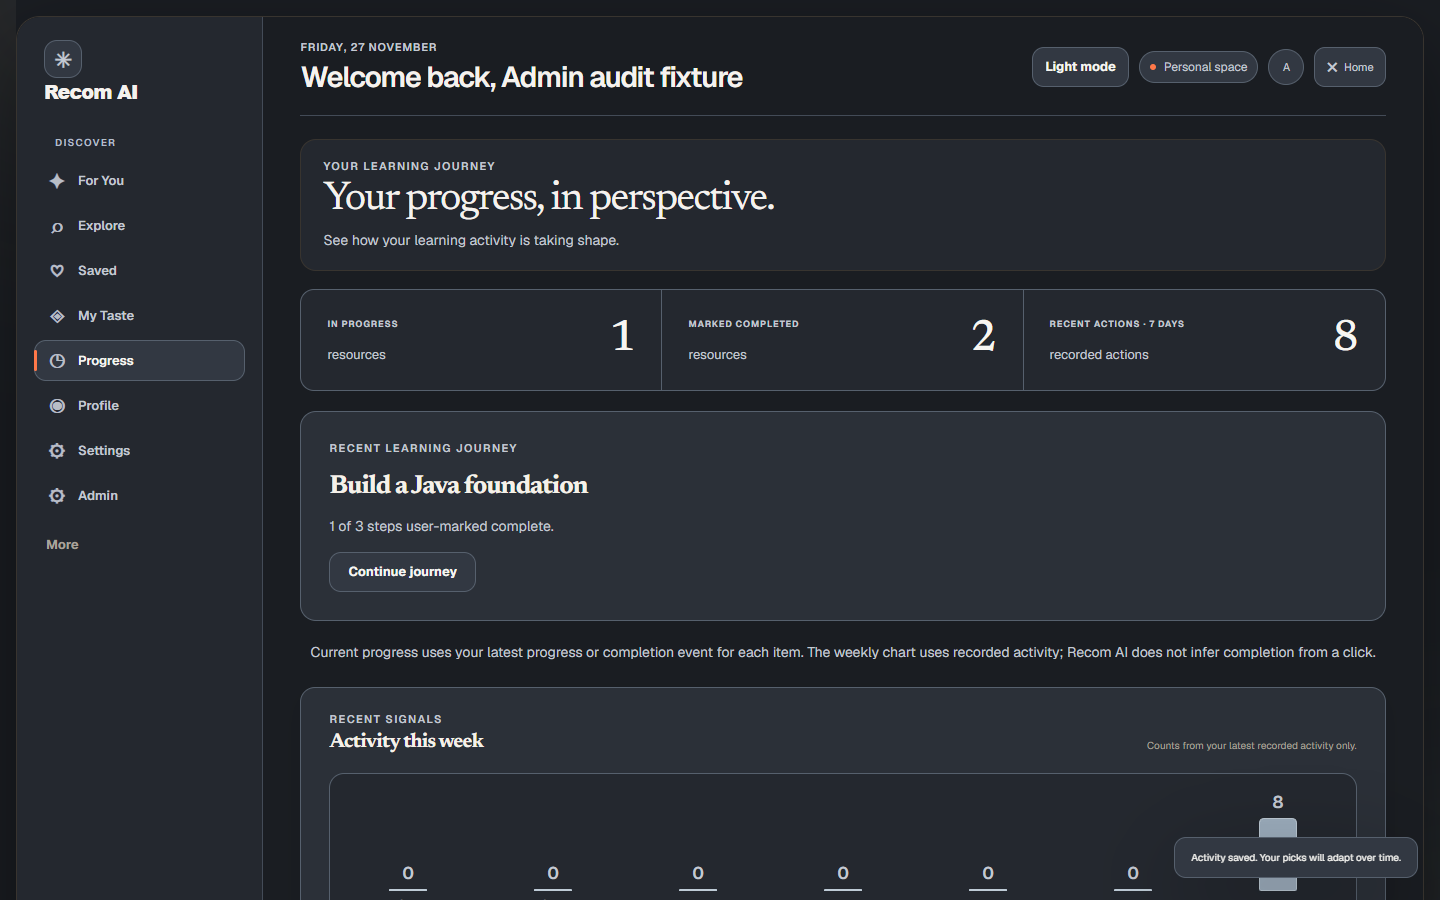 Recom AI
DISCOVER
For You
Explore
Saved
My Taste
Progress
Profile
Settings
Admin
More
FRIDAY, 27 NOVEMBER
Welcome back, Admin audit fixture
Light mode
Personal space
A
Home
YOUR LEARNING JOURNEY
Your progress, in perspective.
See how your learning activity is taking shape.
IN PROGRESS
resources
1
MARKED COMPLETED
resources
2
RECENT ACTIONS · 7 DAYS
recorded actions
8
RECENT LEARNING JOURNEY
Build a Java foundation
1 of 3 steps user-marked complete.
Continue journey
Current progress uses your latest progress or completion event for each item. The weekly chart uses recorded activity; Recom AI does not infer completion from a click.
RECENT SIGNALS
Activity this week
Counts from your latest recorded activity only.
0
0
0
0
0
0
8
Activity saved. Your picks will adapt over time.